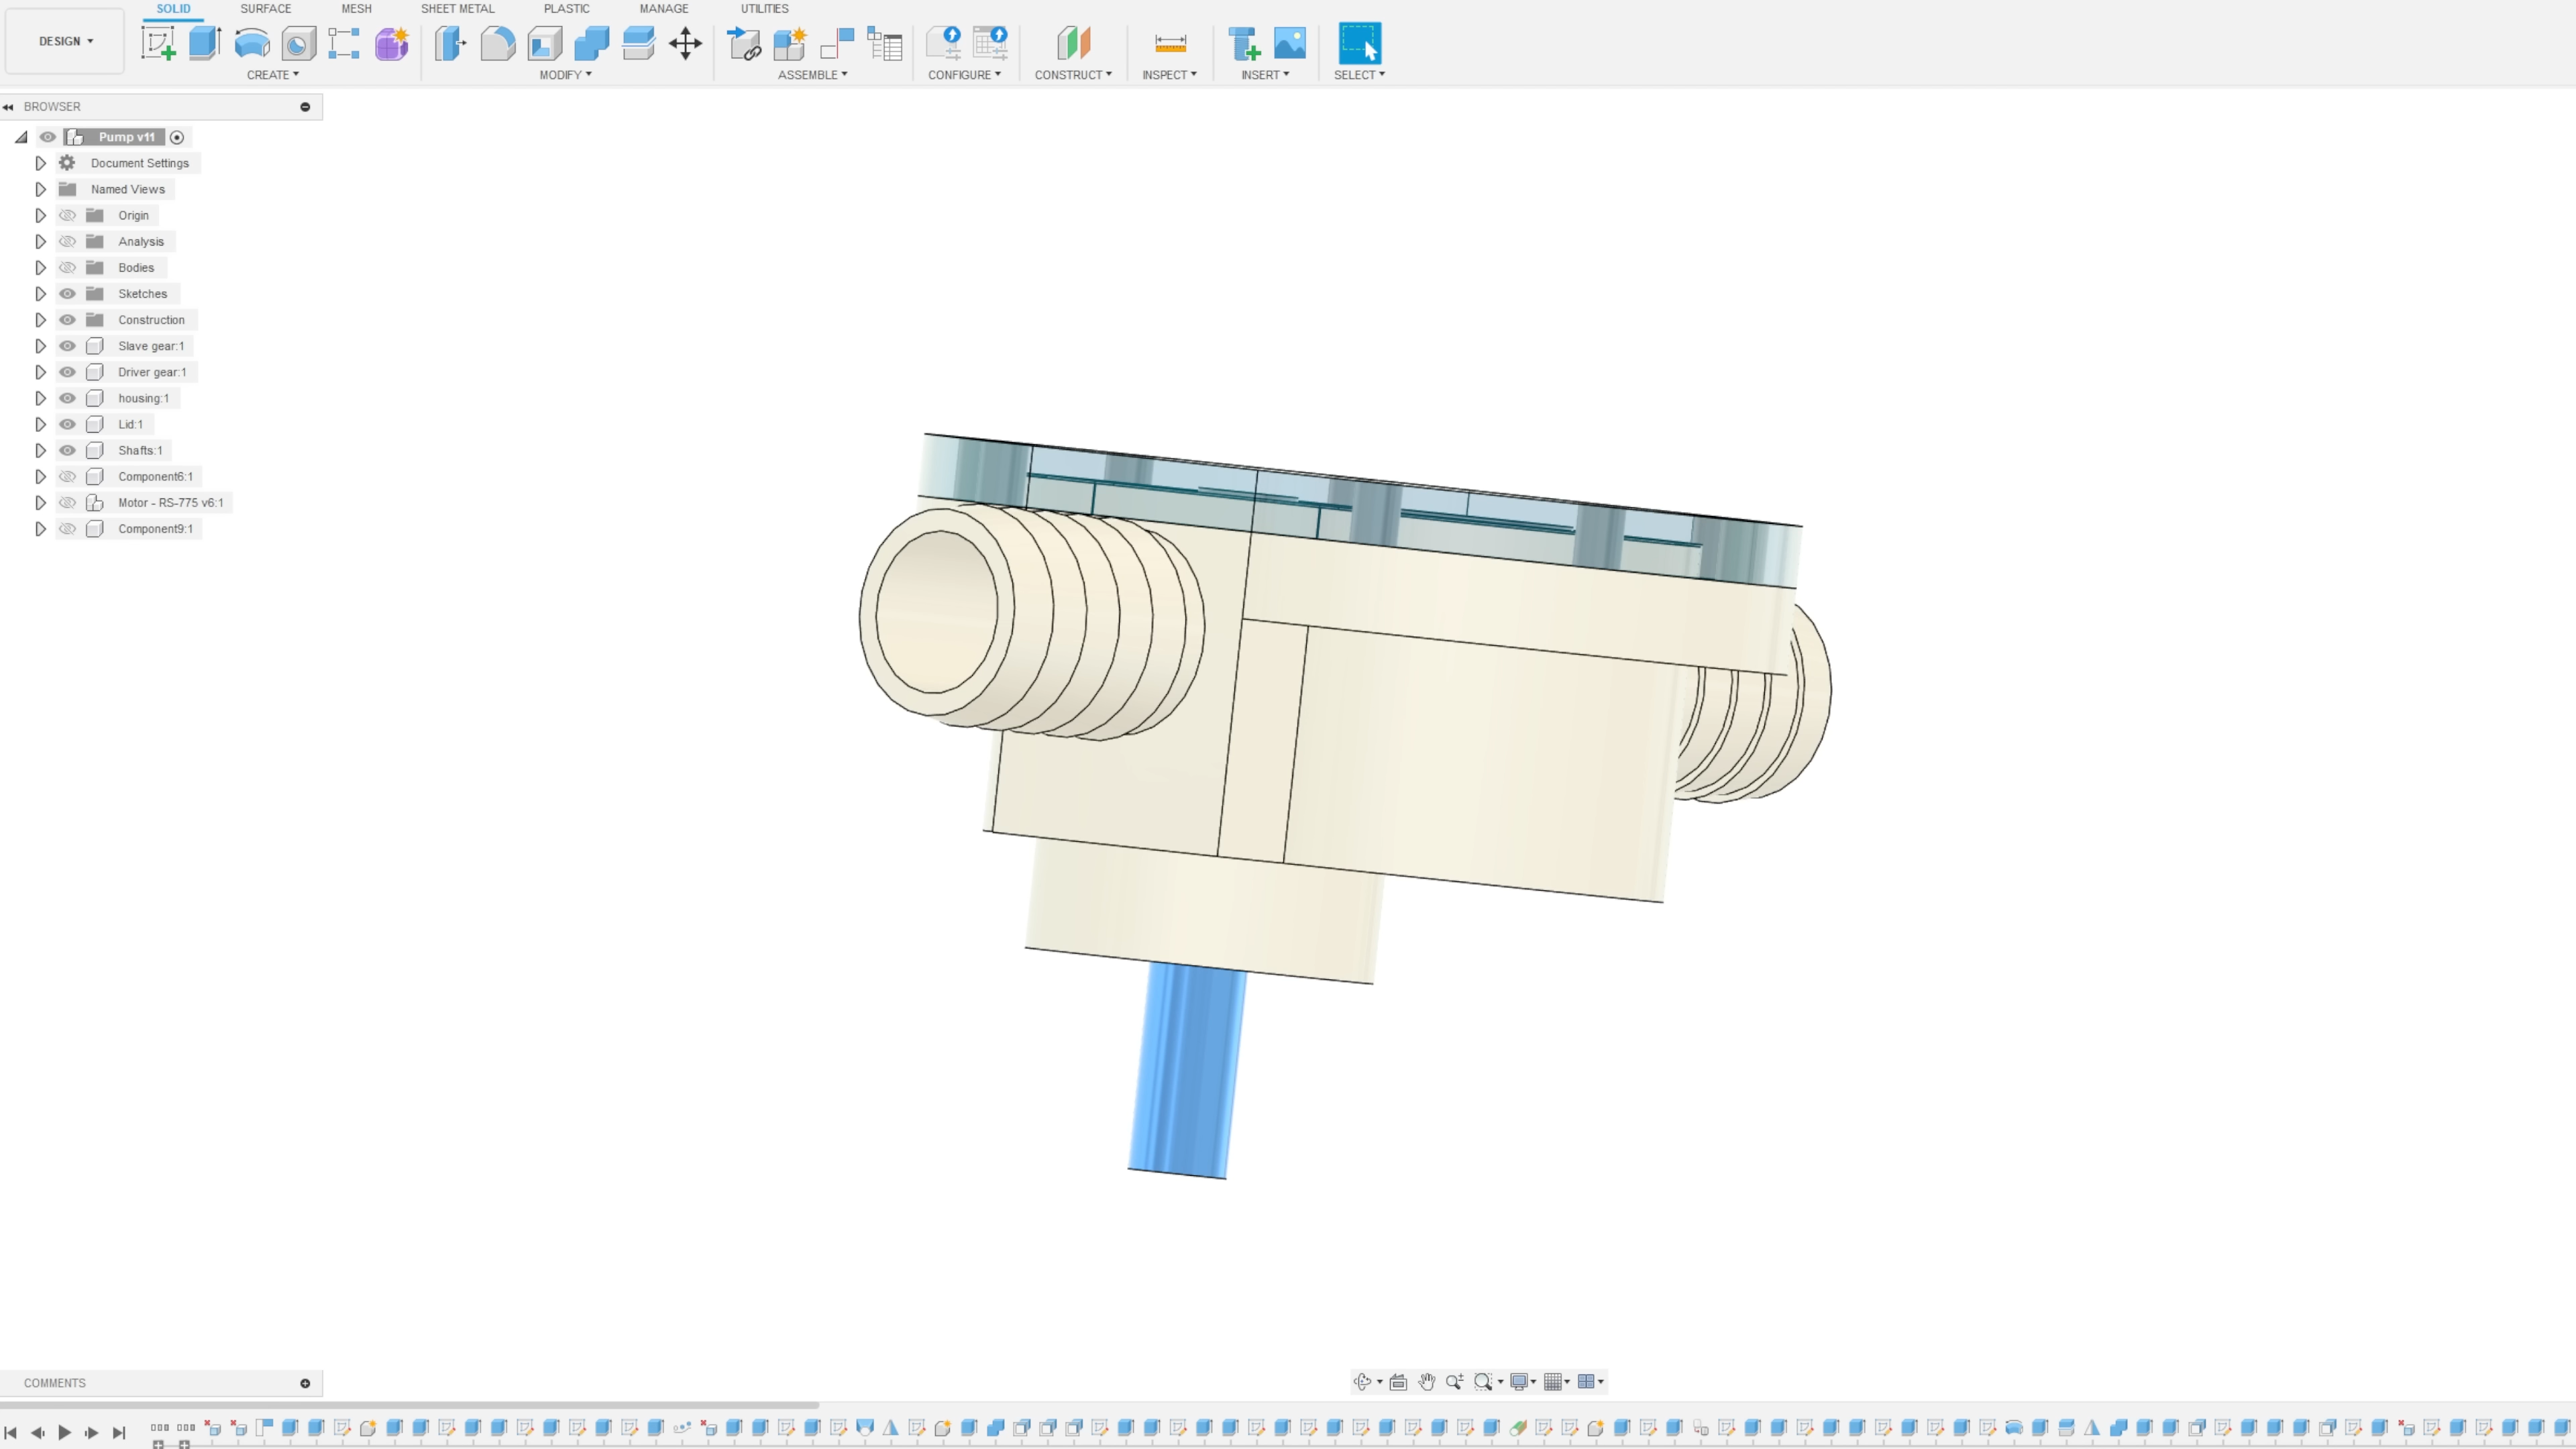 SOLID SURFACE MESH SHEET METAL PLASTIC MANAGE UTILITIES
DESIGN
CREATE MODIFY ASSEMBLE CONFIGURE CONSTRUCT INSPECT INSERT SELECT
BROWSER
Pump v11
Document Settings
Named Views
Origin
Analysis
Bodies
Sketches
Construction
Slave gear:1
Driver gear:1
housing:1
Lid:1
Shafts:1
Component6:1
Motor - RS-775 v6:1
Component9:1
COMMENTS